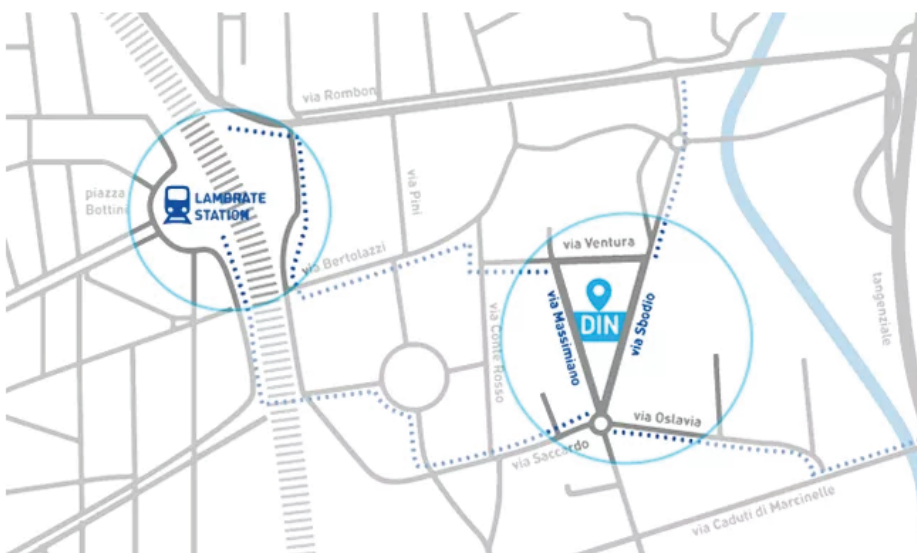 via Rombon
piazza
Bottini
LAMBRATE
STATION
via Pini
via Bertolazzi
via Ventura
DIN
via Massimiano
via Sbodio
via Conte Rosso
tangenziale
via Oslavia
via Saccardo
via Caduti di Marcinelle